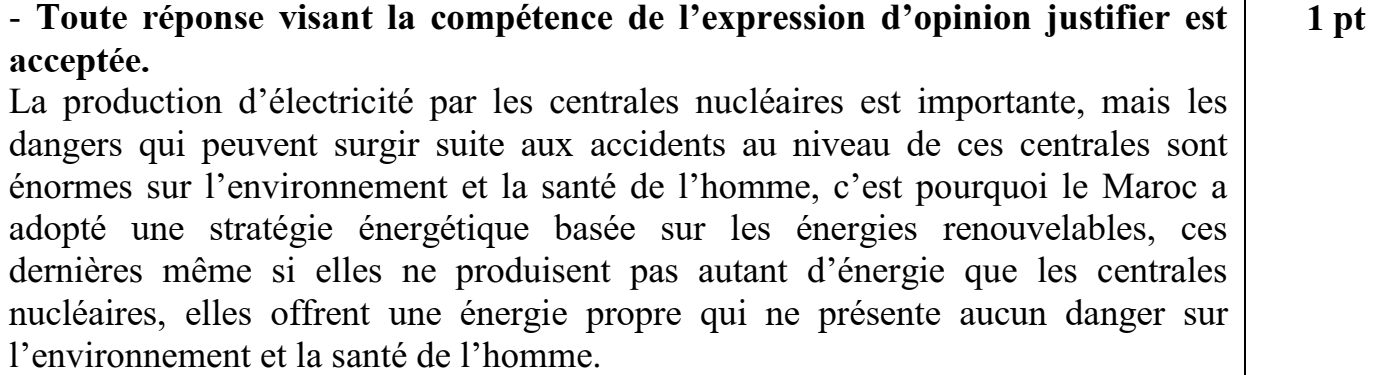 - Toute réponse visant la compétence de l’expression d’opinion justifier est
acceptée.
La production d’électricité par les centrales nucléaires est importante, mais les
dangers qui peuvent surgir suite aux accidents au niveau de ces centrales sont
énormes sur l’environnement et la santé de l’homme, c’est pourquoi le Maroc a
adopté une stratégie énergétique basée sur les énergies renouvelables, ces
dernières même si elles ne produisent pas autant d’énergie que les centrales
nucléaires, elles offrent une énergie propre qui ne présente aucun danger sur
l’environnement et la santé de l’homme.
1 pt